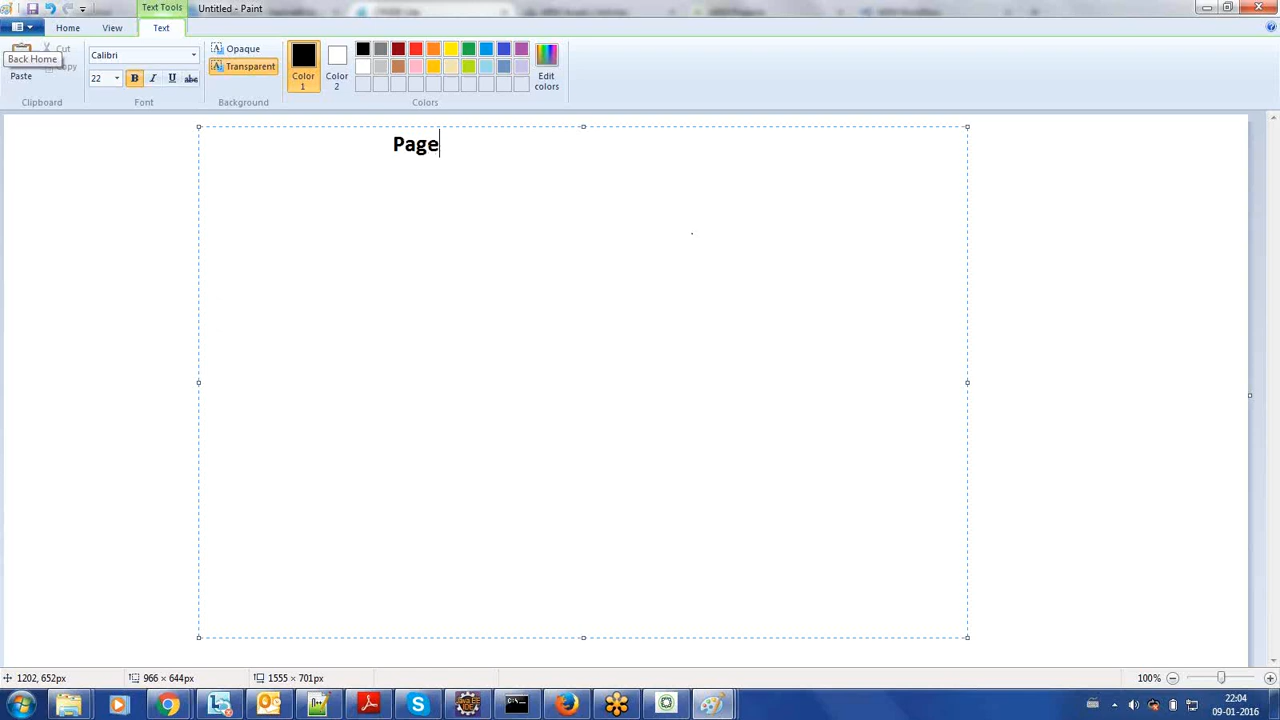 Text Tools
Untitled - Paint
Home
View
Text
Back Home
Cut
Copy
Paste
Clipboard
Calibri
22
B
I
U
abc
Font
Opaque
Transparent
Background
Color
1
Color
2
Edit
colors
Colors
Page
1202, 652px
966 × 644px
1555 × 701px
100%
22:04
09-01-2016